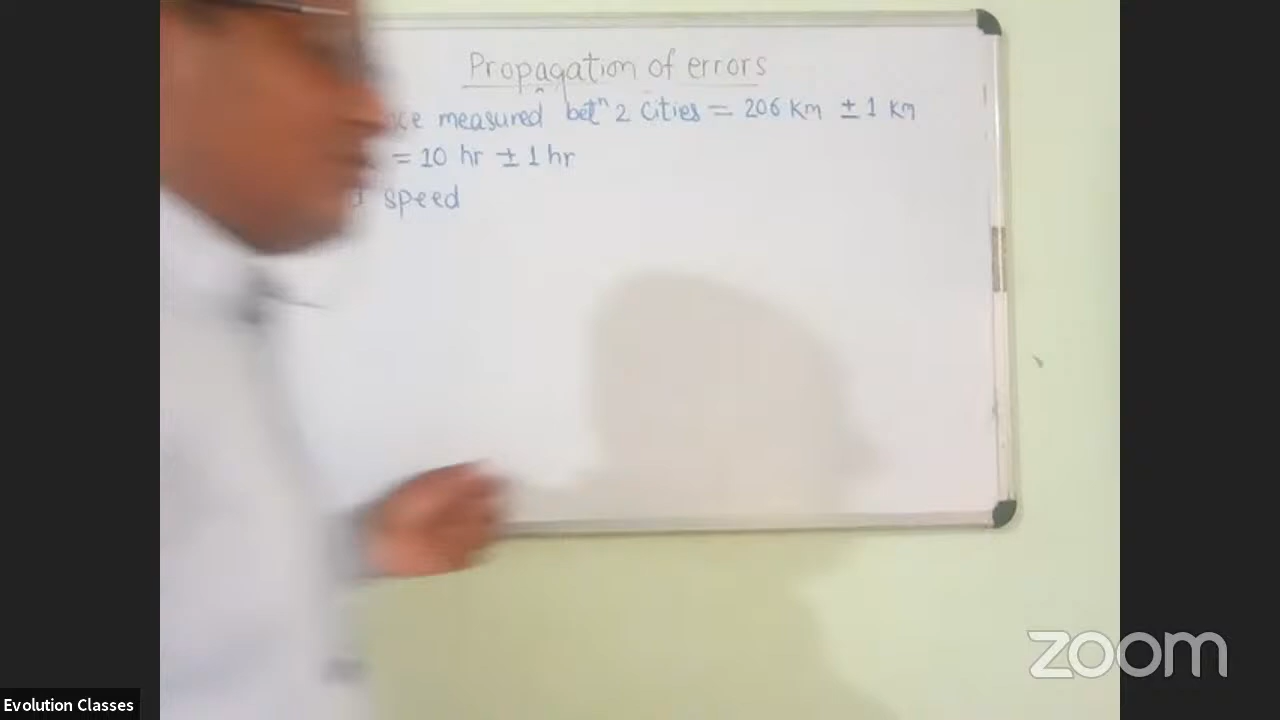 Propagation of errors
measured betⁿ 2 Cities = 206 Km ± 1 Km
= 10 hr ± 1 hr
speed
Evolution Classes
zoom